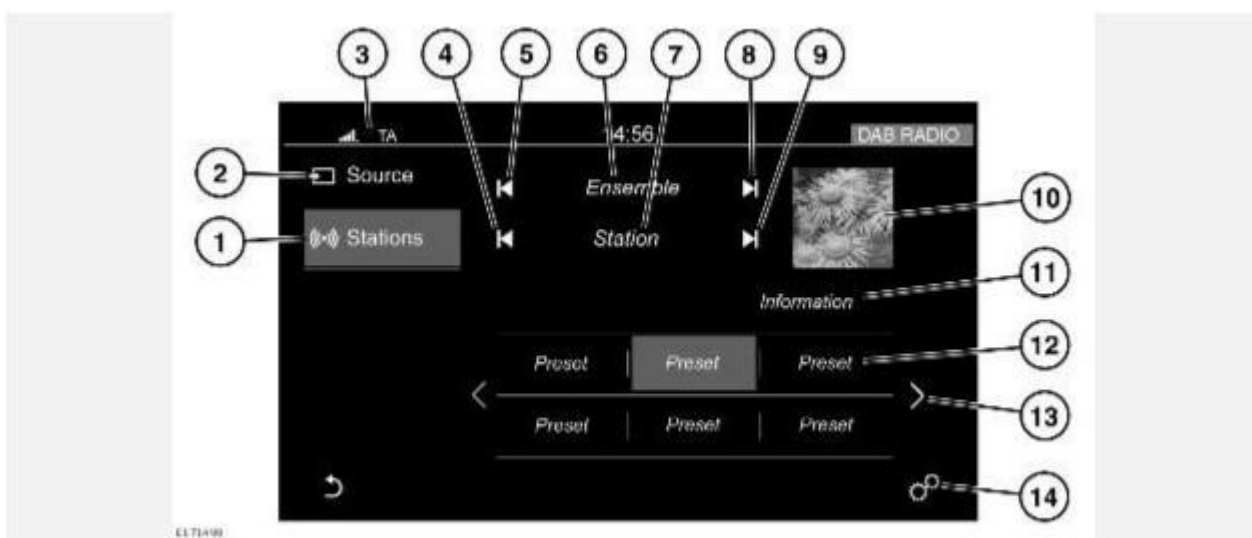 3 4 5 6 7 8 9
TA 14:56 DAB RADIO
2 Source Ensemble 10
1 Stations Station
Information 11
Preset Preset Preset 12
13
Preset Preset Preset
14
E171499